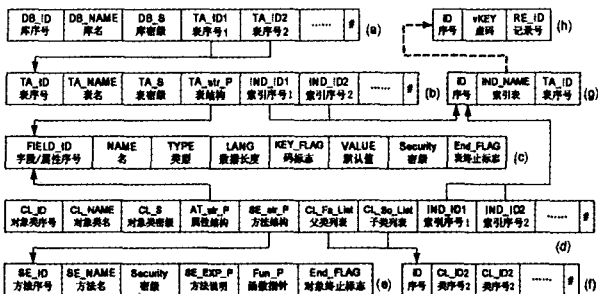 DB_ID DB_NAME DB_S TA_ID1 TA_ID2 …… #
库序号 库名 库密级 表序号1 表序号2
(a)
ID vKEY RE_ID
序号 虚码 记录号
(h)
TA_ID TA_NAME TA_S TA_str_P IND_ID1 IND_ID2 …… #
表序号 表名 表密级 表结构 索引序号1 索引序号2
(b)
ID IND_NAME TA_ID
序号 索引表 表序号
(g)
FIELD_ID NAME TYPE LANG KEY_FLAG VALUE Security End_FLAG
字段/属性序号 名 类型 数据长度 码标志 默认值 密级 表终止标志
(c)
CL_ID CL_NAME CL_S AT_str_P SE_str_P CL_Fa_List CL_So_List IND_ID1 IND_ID2 …… #
对象类序号 对象类名 对象类密级 属性结构 方法结构 父类列表 子类列表 索引序号1 索引序号2
(d)
SE_ID SE_NAME Security SE_EXP_P Fun_P End_FLAG
方法序号 方法名 密级 方法说明 函数指针 对象终止标志
(e)
ID CL_ID2 CL_ID2 …… #
序号 类序号2 类序号2
(f)